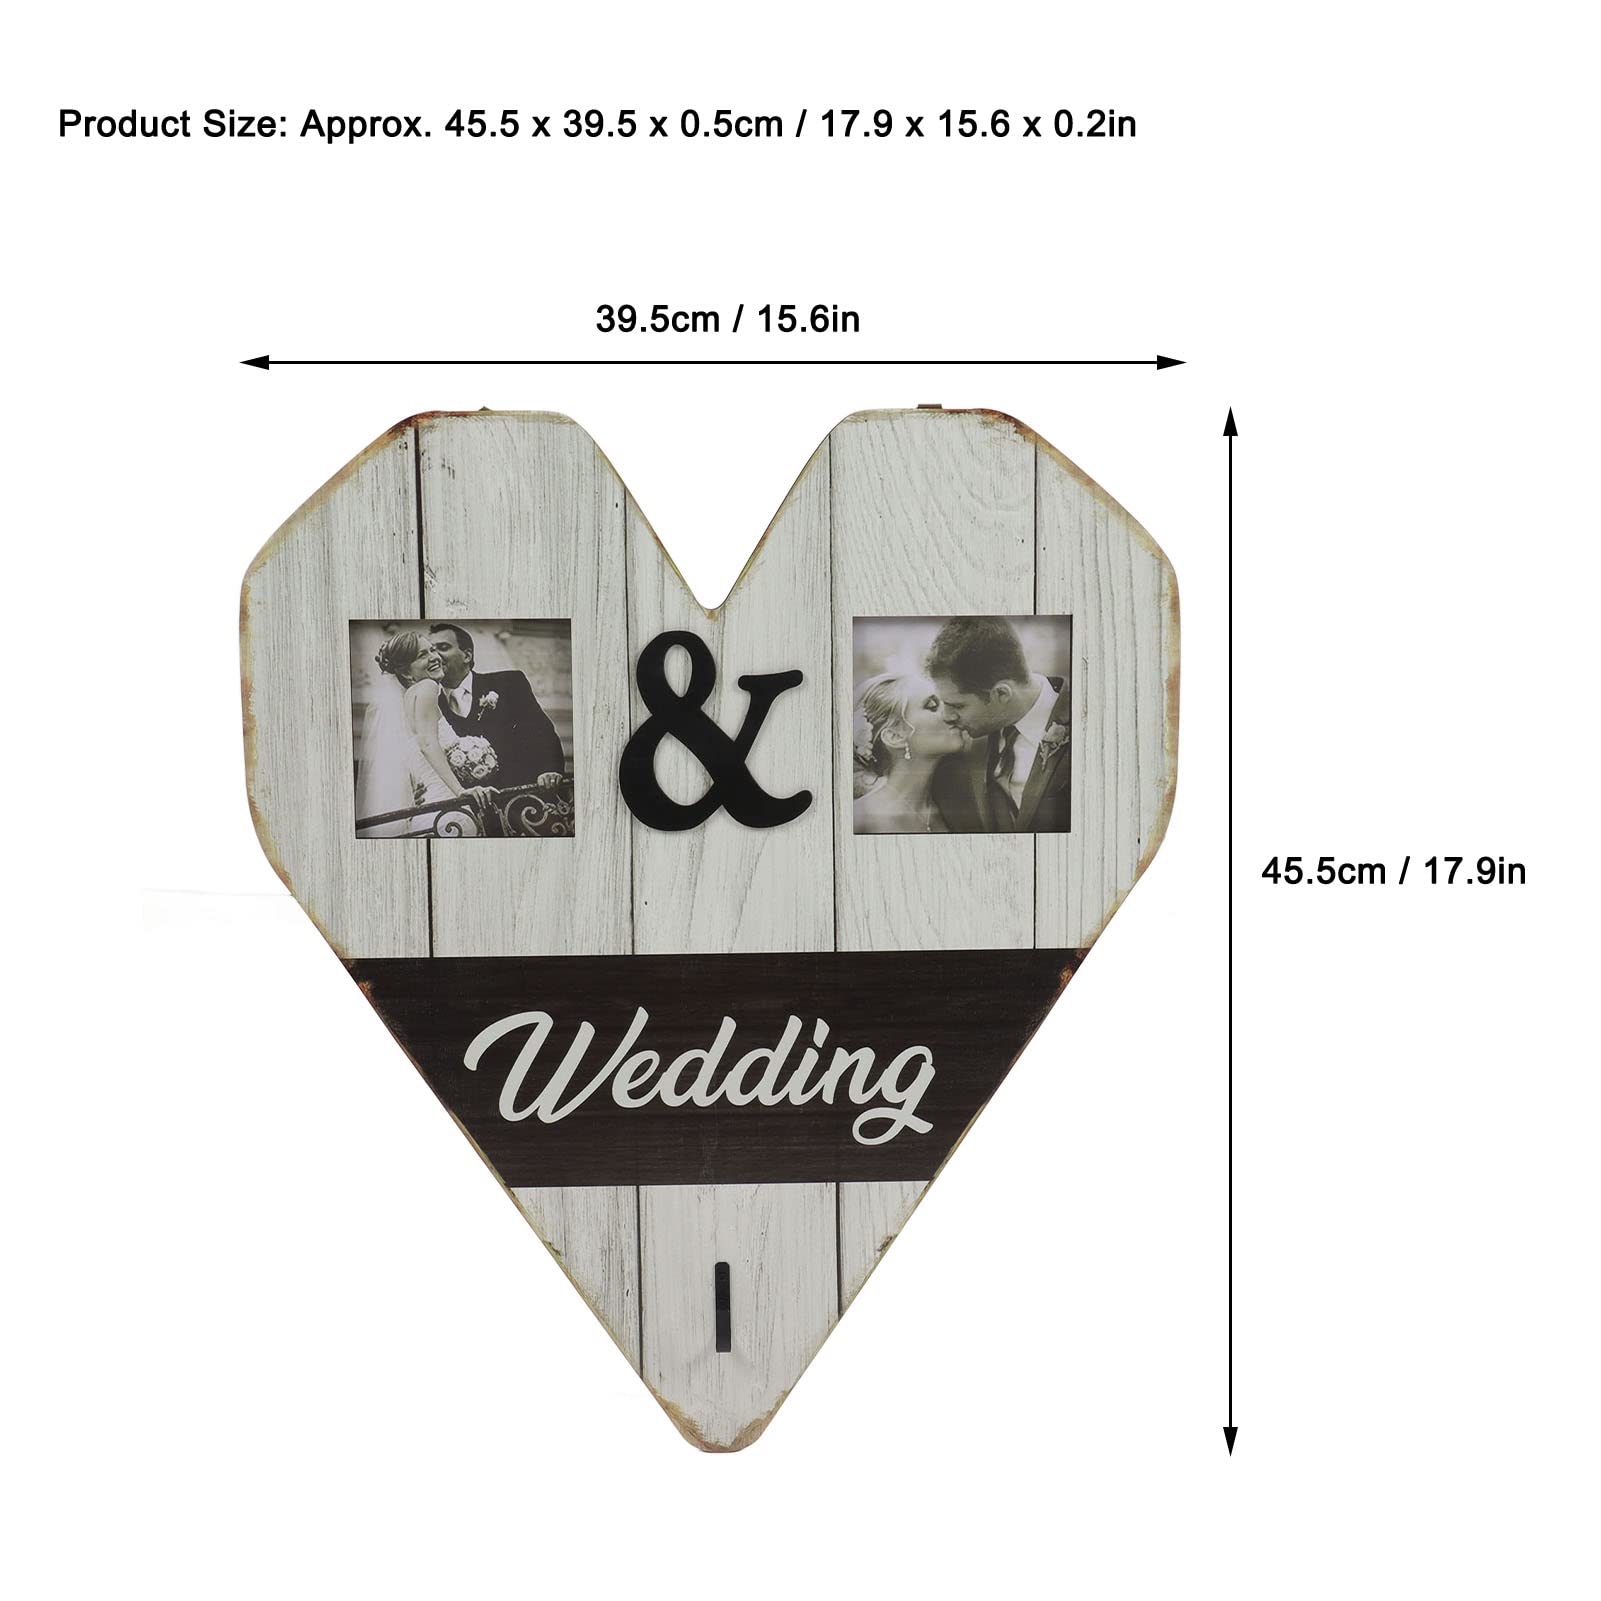 Product Size: Approx. 45.5 x 39.5 x 0.5cm / 17.9 x 15.6 x 0.2in
39.5cm / 15.6in
&
45.5cm / 17.9in
Wedding